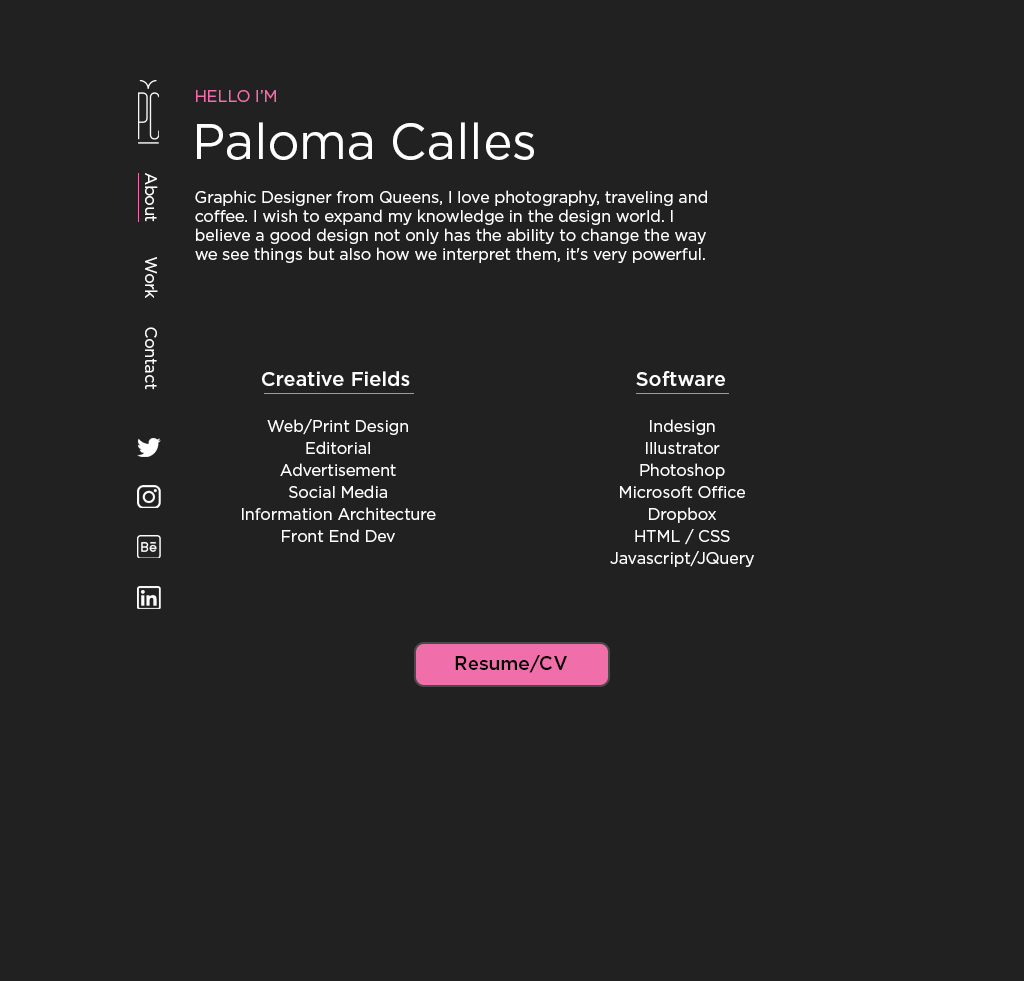 HELLO I’M
Paloma Calles
Graphic Designer from Queens, I love photography, traveling and
coffee. I wish to expand my knowledge in the design world. I
believe a good design not only has the ability to change the way
we see things but also how we interpret them, it's very powerful.
About
Work
Contact
Bē
in
Creative Fields
Web/Print Design
Editorial
Advertisement
Social Media
Information Architecture
Front End Dev
Software
Indesign
Illustrator
Photoshop
Microsoft Office
Dropbox
HTML / CSS
Javascript/JQuery
Resume/CV